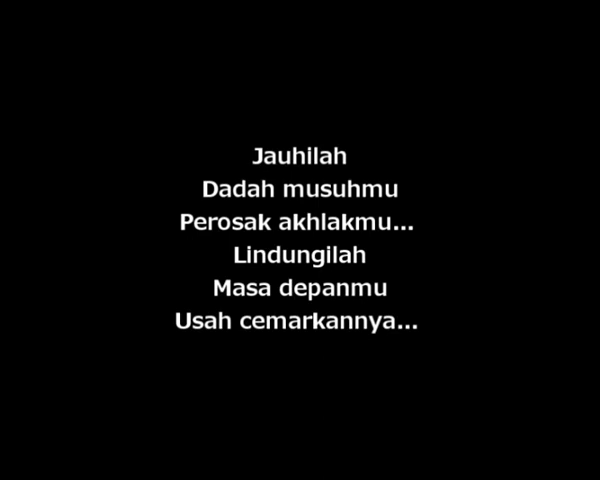 Jauhilah
Dadah musuhmu
Perosak akhlakmu...
Lindungilah
Masa depanmu
Usah cemarkannya...